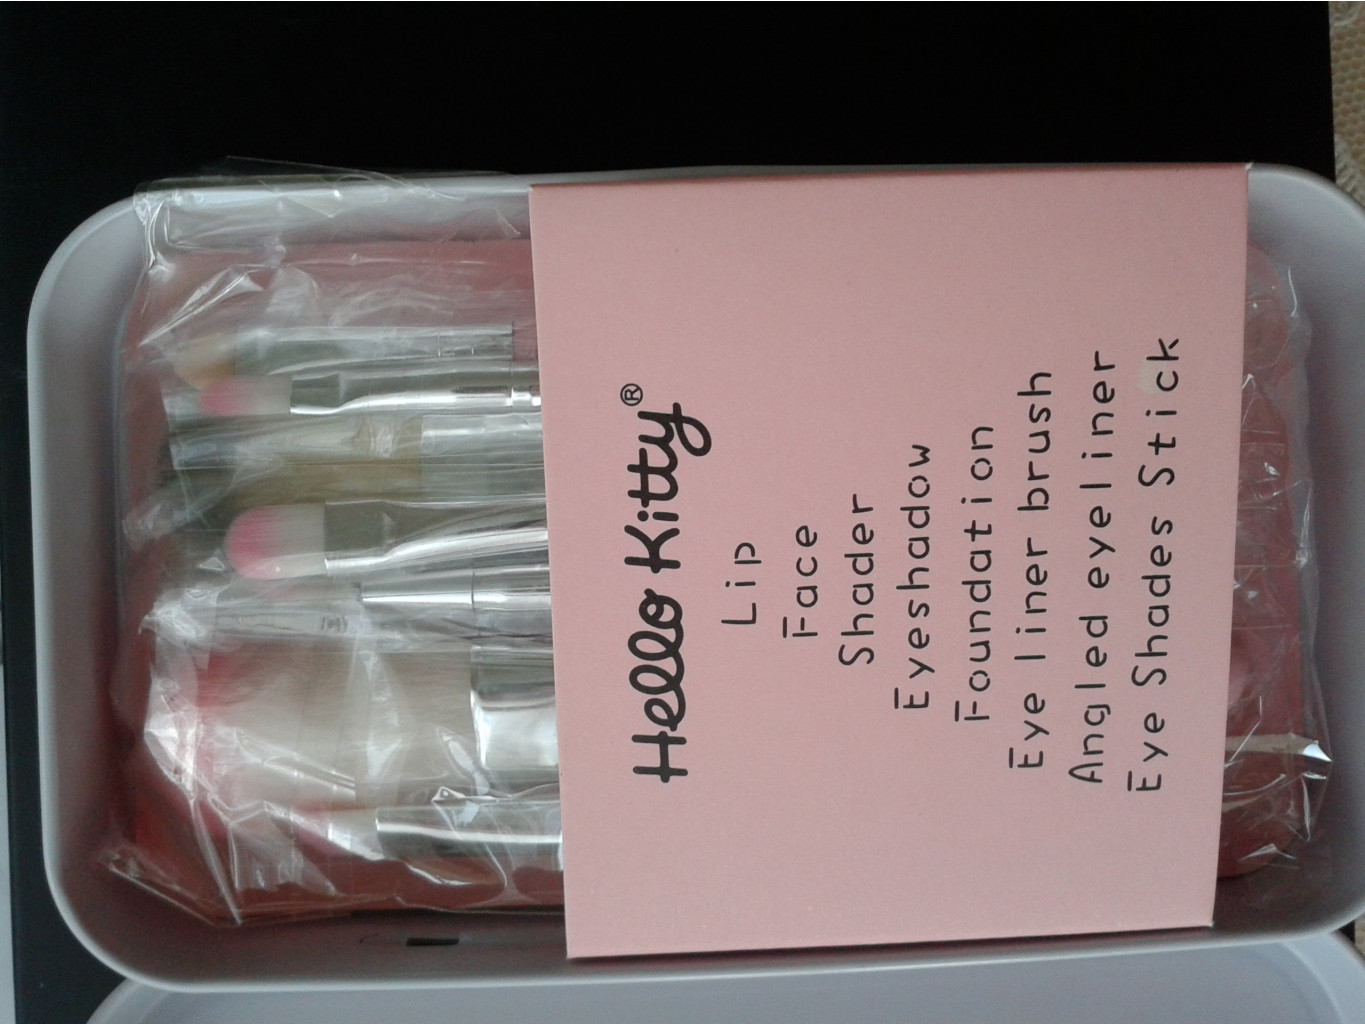 Hello Kitty®
Lip
Face
Shader
Eyeshadow
Foundation
Eye liner brush
Angled eyeliner
Eye Shades Stick